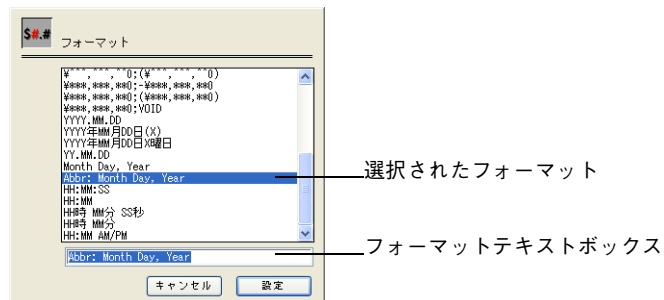 $#.#
フォーマット
¥^^^,^^^,^^0;(¥^^^,^^^,^^0)
¥***,***,**0;-¥***,***,**0
¥***,***,**0;(¥***,***,**0)
¥***,***,**0;VOID
YYYY.MM.DD
YYYY年MM月DD日(X)
YYYY年MM月DD日X曜日
YY.MM.DD
Month Day, Year
Abbr: Month Day, Year
HH:MM:SS
HH:MM
HH時 MM分 SS秒
HH時 MM分
HH:MM AM/PM
選択されたフォーマット
Abbr: Month Day, Year
フォーマットテキストボックス
キャンセル
設定